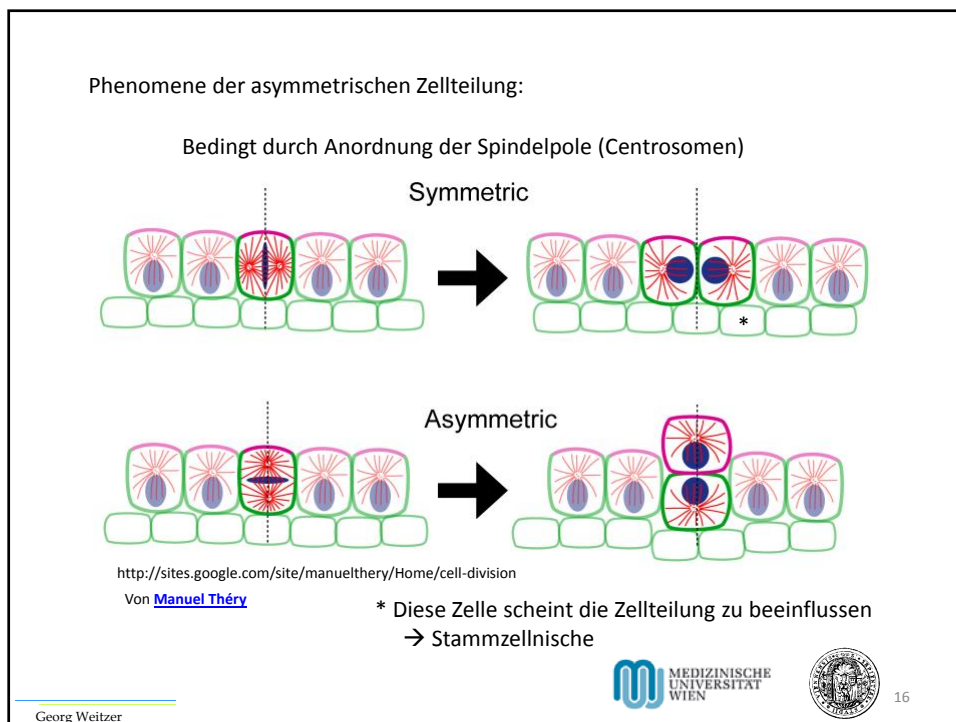 Phenomene der asymmetrischen Zellteilung:
Bedingt durch Anordnung der Spindelpole (Centrosomen)
Symmetric
*
Asymmetric
http://sites.google.com/site/manuelthery/Home/cell-division
Von Manuel Théry
* Diese Zelle scheint die Zellteilung zu beeinflussen
→ Stammzellnische
MEDIZINISCHE
UNIVERSITÄT
WIEN
Georg Weitzer
16